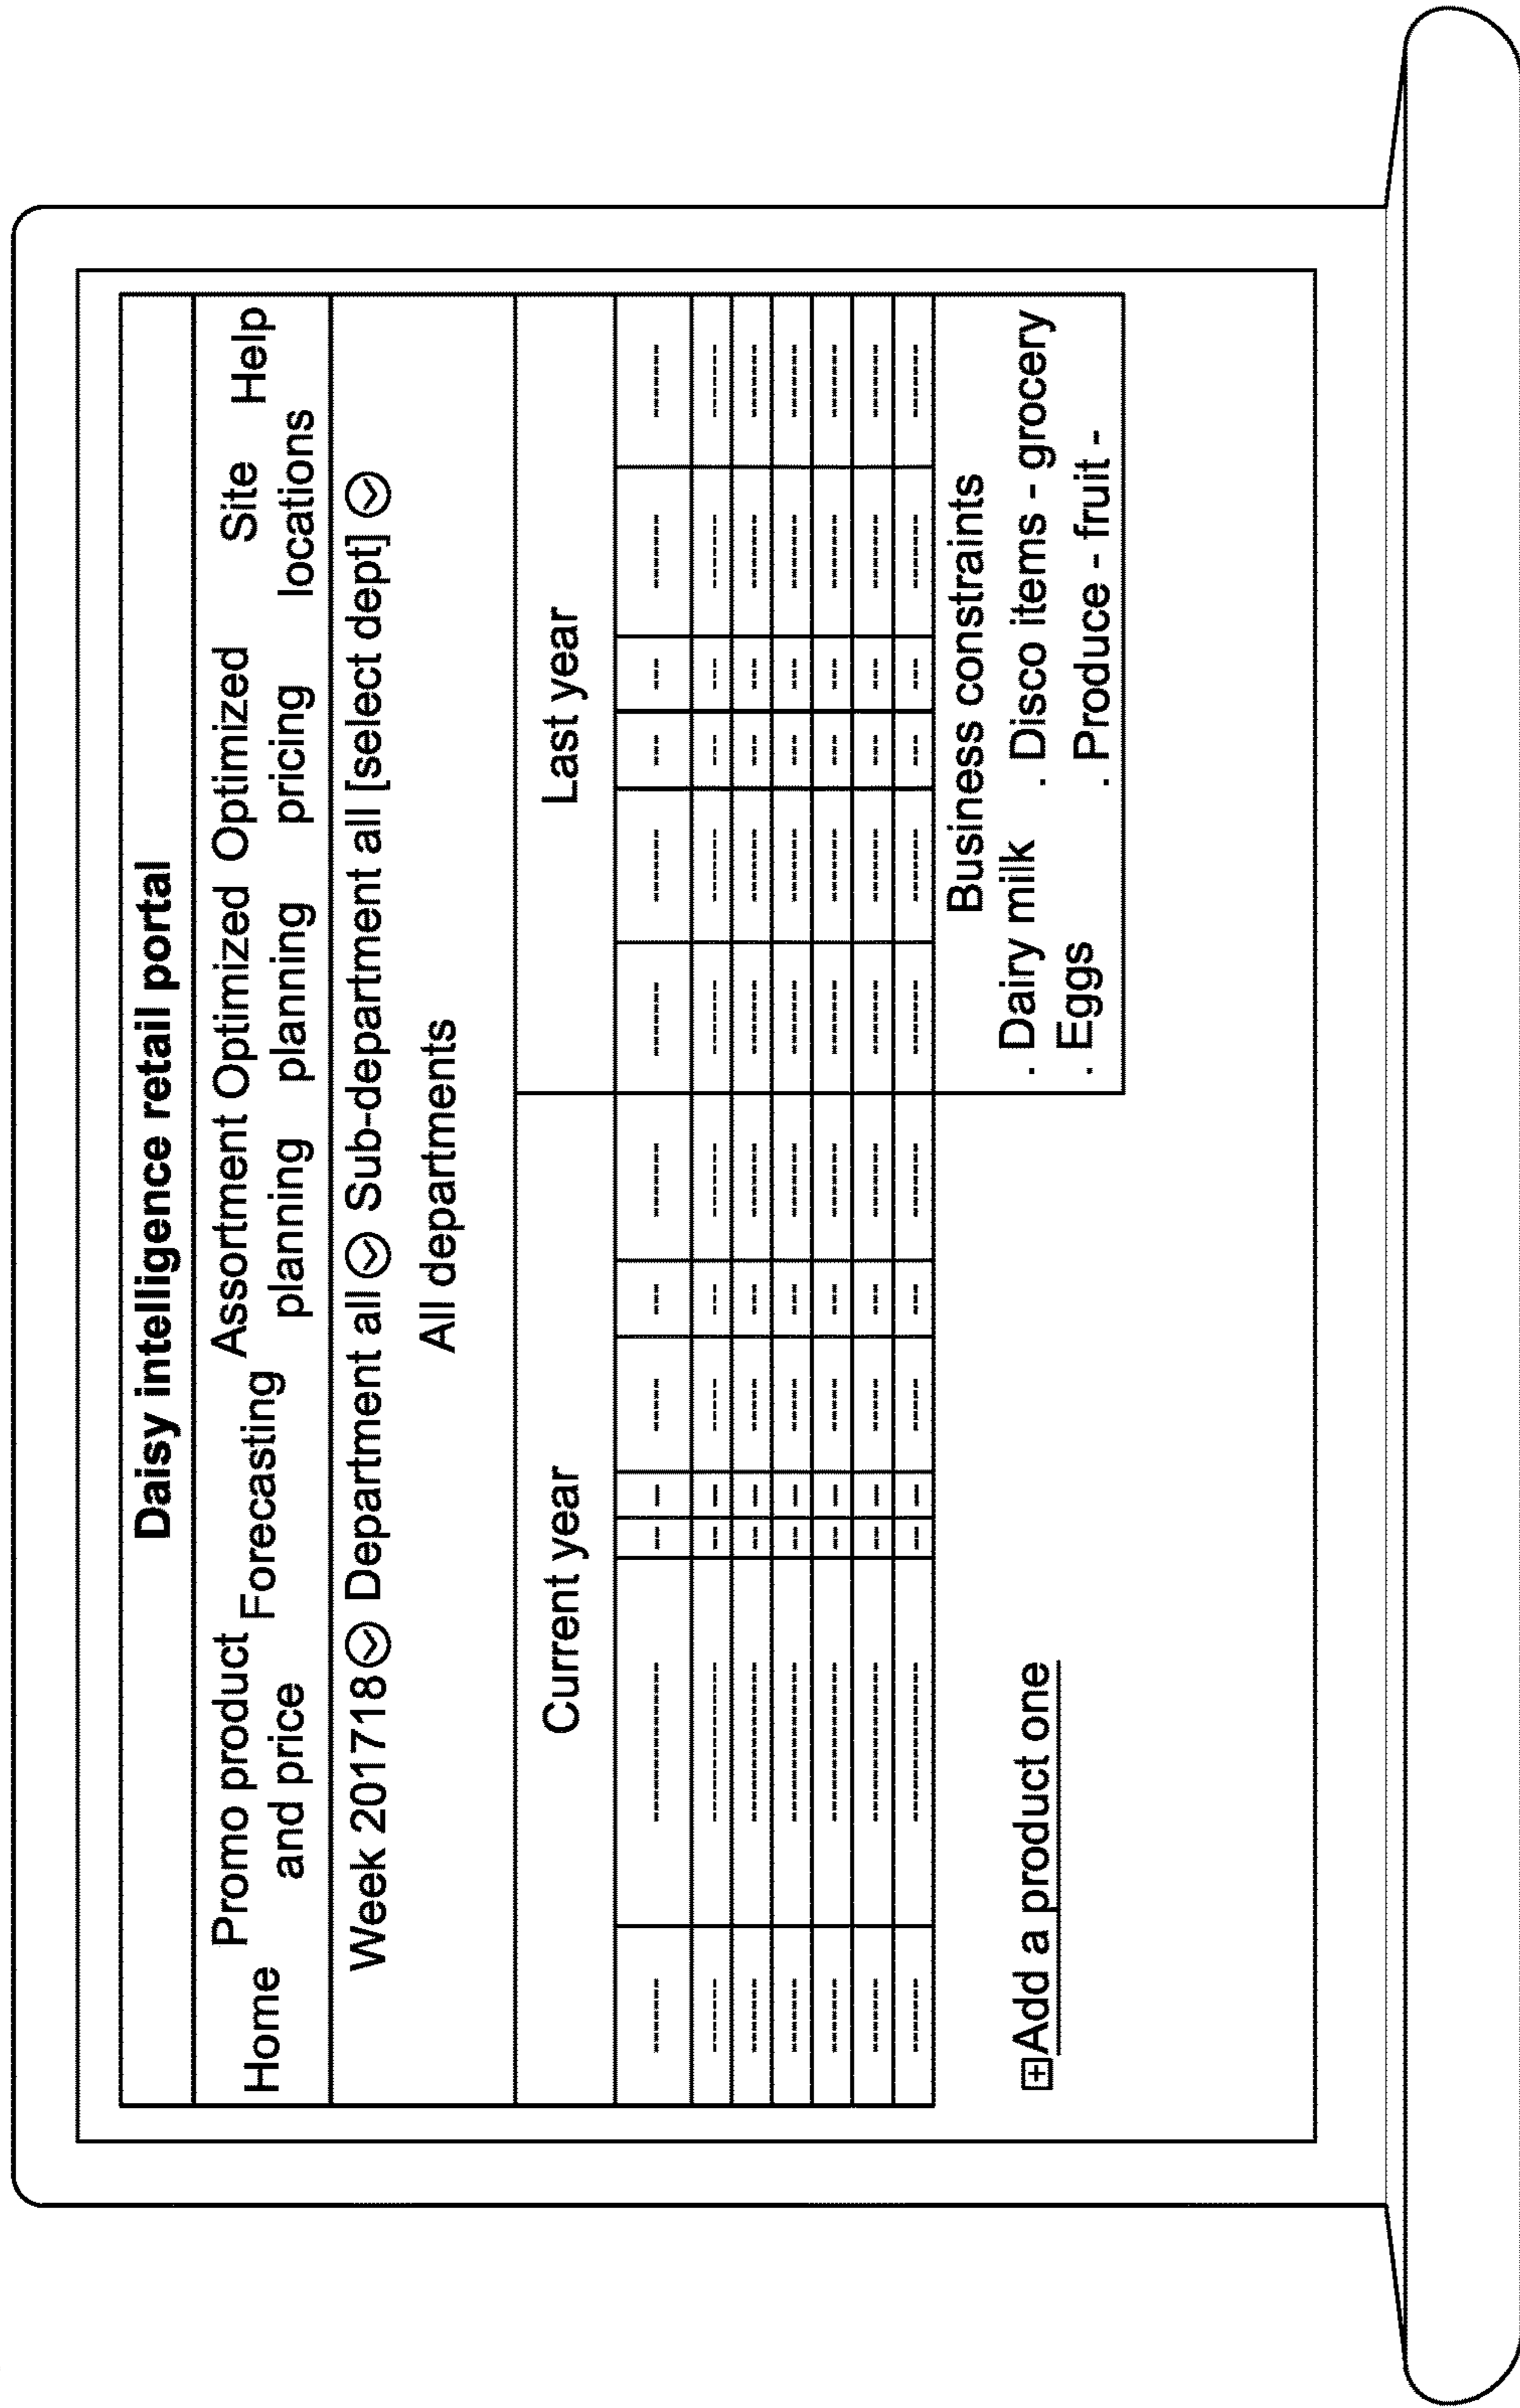 Daisy intelligence retail portal
Home Promo product Forecasting Assortment Optimized Optimized Site Help
and price planning planning pricing locations
Week 201718 Department all Sub-department all [select dept]
All departments
Current year Last year
Business constraints
. Dairy milk . Disco items - grocery
. Eggs . Produce - fruit -
Add a product one